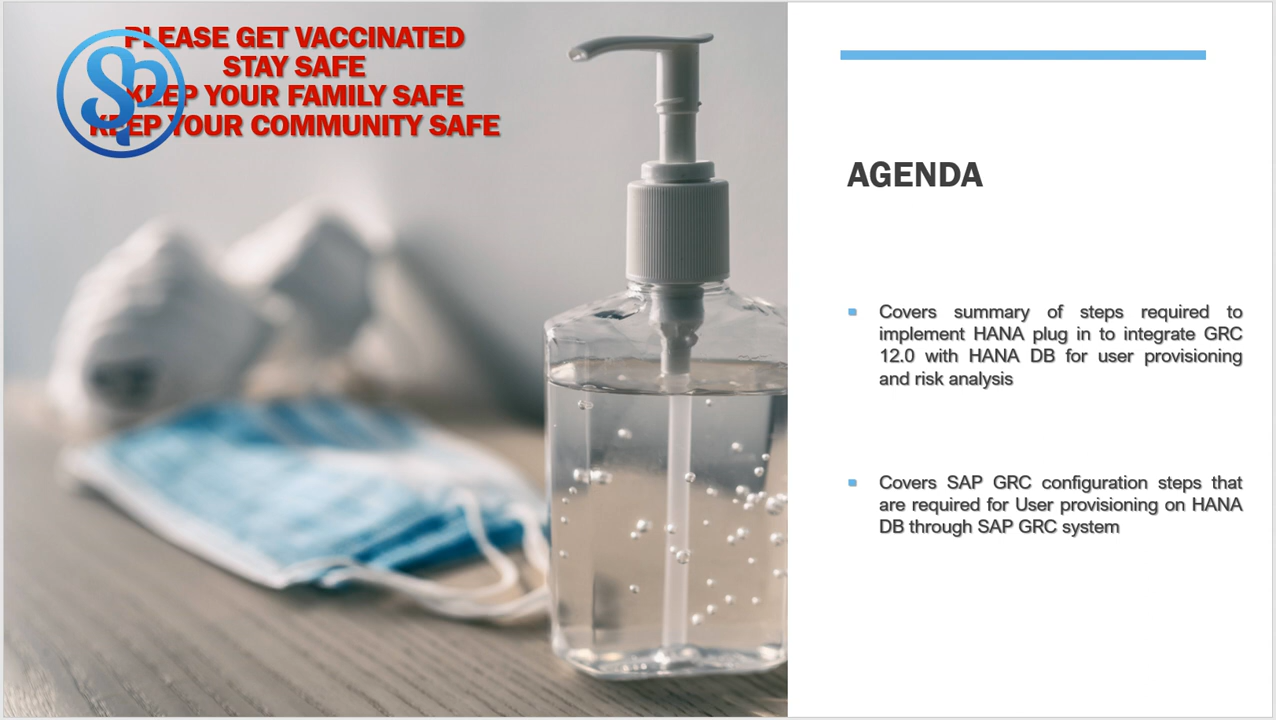 PLEASE GET VACCINATED
STAY SAFE
KEEP YOUR FAMILY SAFE
KEEP YOUR COMMUNITY SAFE
Sp
AGENDA
Covers summary of steps required to
implement HANA plug in to integrate GRC
12.0 with HANA DB for user provisioning
and risk analysis
Covers SAP GRC configuration steps that
are required for User provisioning on HANA
DB through SAP GRC system